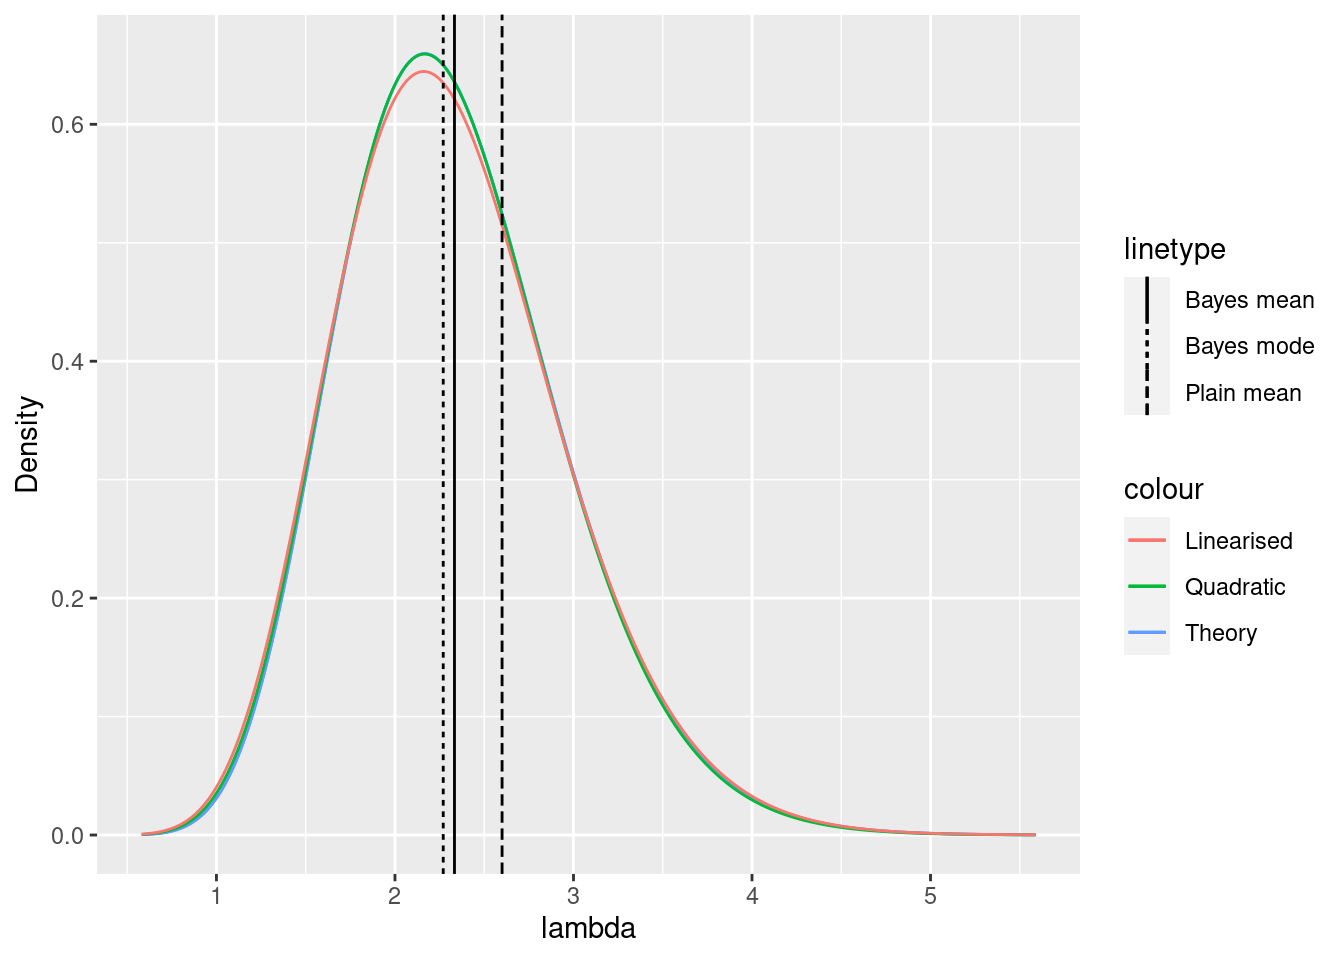 Density
0.6
0.4
0.2
0.0
1 2 3 4 5
lambda
linetype
Bayes mean
Bayes mode
Plain mean
colour
Linearised
Quadratic
Theory